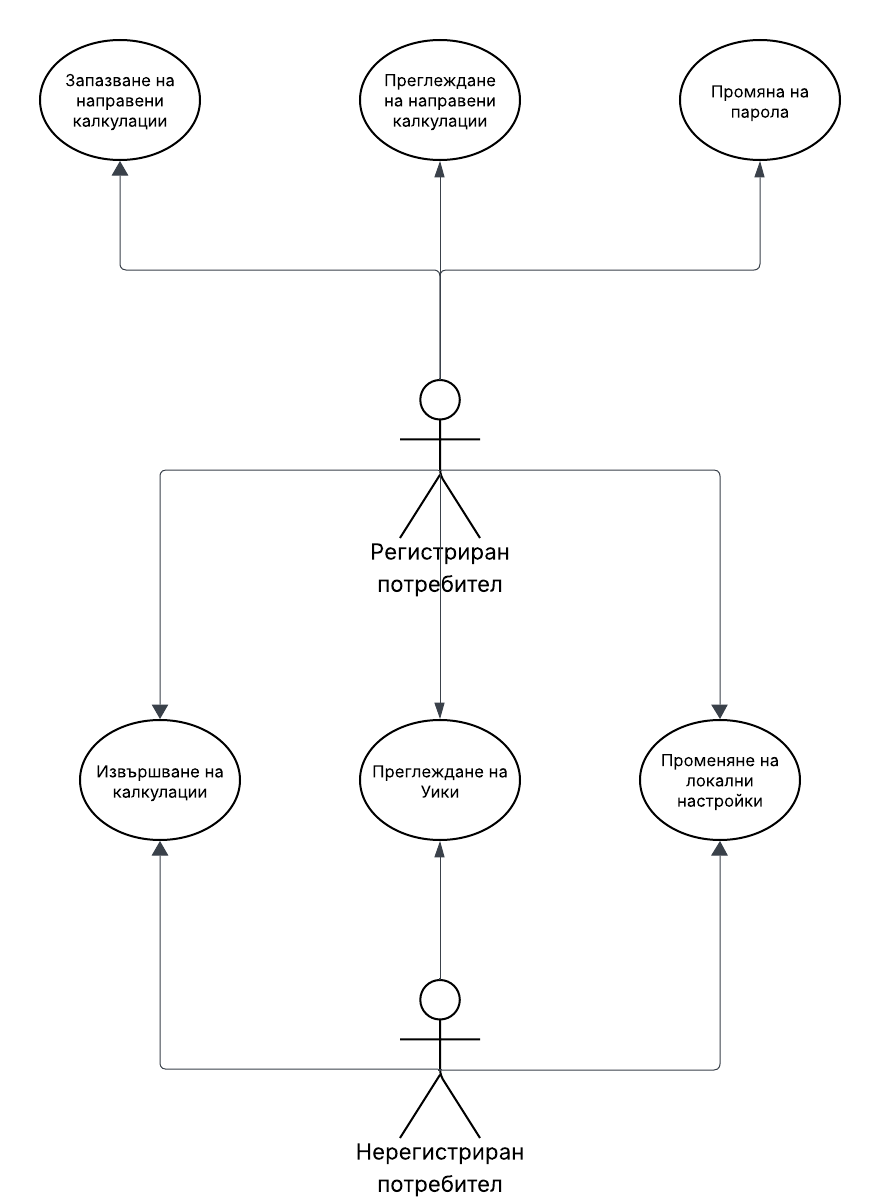 Запазване на
направени
калкулации
Преглеждане
на направени
калкулации
Промяна на
парола
Регистриран
потребител
Извършване на
калкулации
Преглеждане на
Уики
Променяне на
локални
настройки
Нерегистриран
потребител